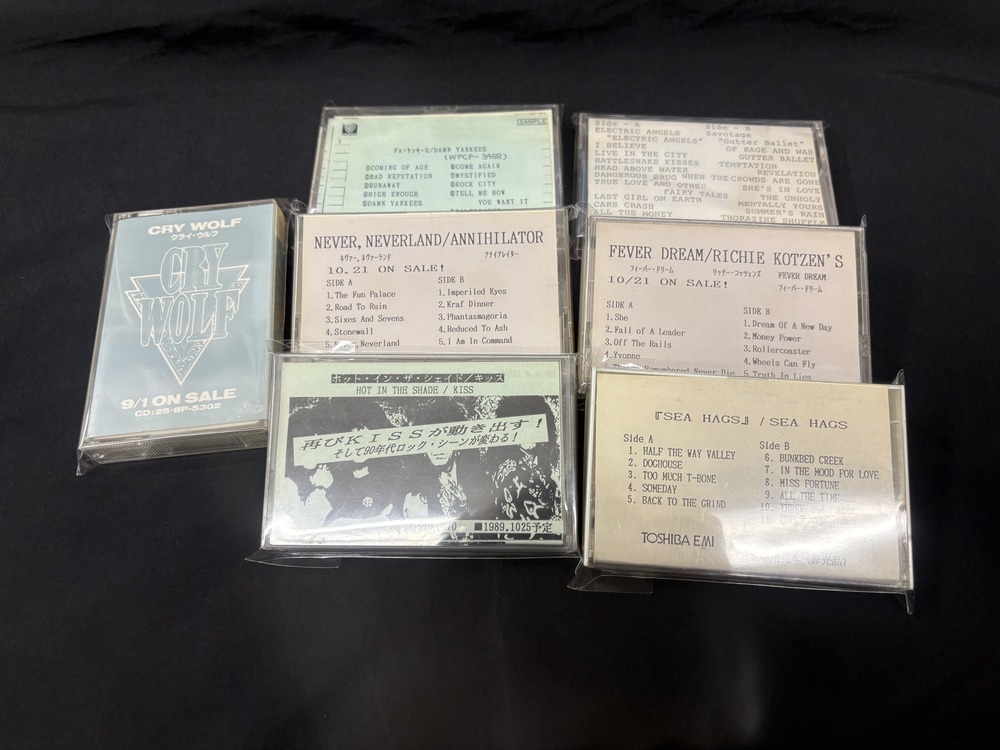 SAMPLE
ダム・ヤンキーズ/DAMN YANKEES
(WPCP-3459)
①COMING OF AGE
②BAD REPUTATION
③RUNAWAY
④HIGH ENOUGH
⑤DAMN YANKEES
⑥COME AGAIN
⑦MYSTIFIED
⑧ROCK CITY
⑨TELL ME HOW
YOU WANT IT
Side - A
ELECTRIC ANGELS
"ELECTRIC ANGELS"
I BELIEVE
LIVE IN THE CITY
RATTLESNAKE KISSES
HEAD ABOVE WATER
DANGEROUS DRUG
TRUE LOVE AND OTHER
FAIRY TALES
LAST GIRL ON EARTH
CARS CRASH
ALL THE MONEY
Side - B
Savotage
"Gutter Ballet"
OF RAGE AND WAR
GUTTER BALLET
TEMPTATION
REVELATION
WHEN THE CROWDS ARE GONE
SHE'S IN LOVE
THE UNHOLY
MENTALLY YOURS
SUMMER'S RAIN
THORAZINE SHUFFLE
CRY WOLF
クライ・ウルフ
CRY
WOLF
9/1 ON SALE
CD:25・8P-5302
NEVER, NEVERLAND/ANNIHILATOR
ネヴァー、ネヴァーランド
アナイアレイター
10. 21 ON SALE!
SIDE A
1. The Fun Palace
2. Road To Ruin
3. Sixes And Sevens
4. Stonewall
Neverland
SIDE B
1. Imperiled Eyes
2. Kraf Dinner
3. Phantasmagoria
4. Reduced To Ash
5. I Am In Command
FEVER DREAM/RICHIE KOTZEN'S
フィーバー・ドリーム
リッチー・コッツェンズ
FEVER DREAM
フィーバー・ドリーム
10/21 ON SALE!
SIDE A
1. She
2. Fall of A Leader
3. Off The Rails
4. Yvonne
Remembered Never Die
SIDE B
1. Dream Of A New Day
2. Money Power
3. Rollercoaster
4. Wheels Can Fly
5. Truth In Lies
ホット・イン・ザ・シェイド/キッス
HOT IN THE SHADE / KISS
再びKISSが動き出す!
そして90年代ロック・シーンが変わる!
■1989.1025予定
『SEA HAGS』 / SEA HAGS
Side A
1. HALF THE WAY VALLEY
2. DOGHOUSE
3. TOO MUCH T-BONE
4. SOMEDAY
5. BACK TO THE GRIND
Side B
6. BUNKBED CREEK
7. IN THE MOOD FOR LOVE
8. MISS FORTUNE
9. ALL THE TIME
10.
TOSHIBA EMI